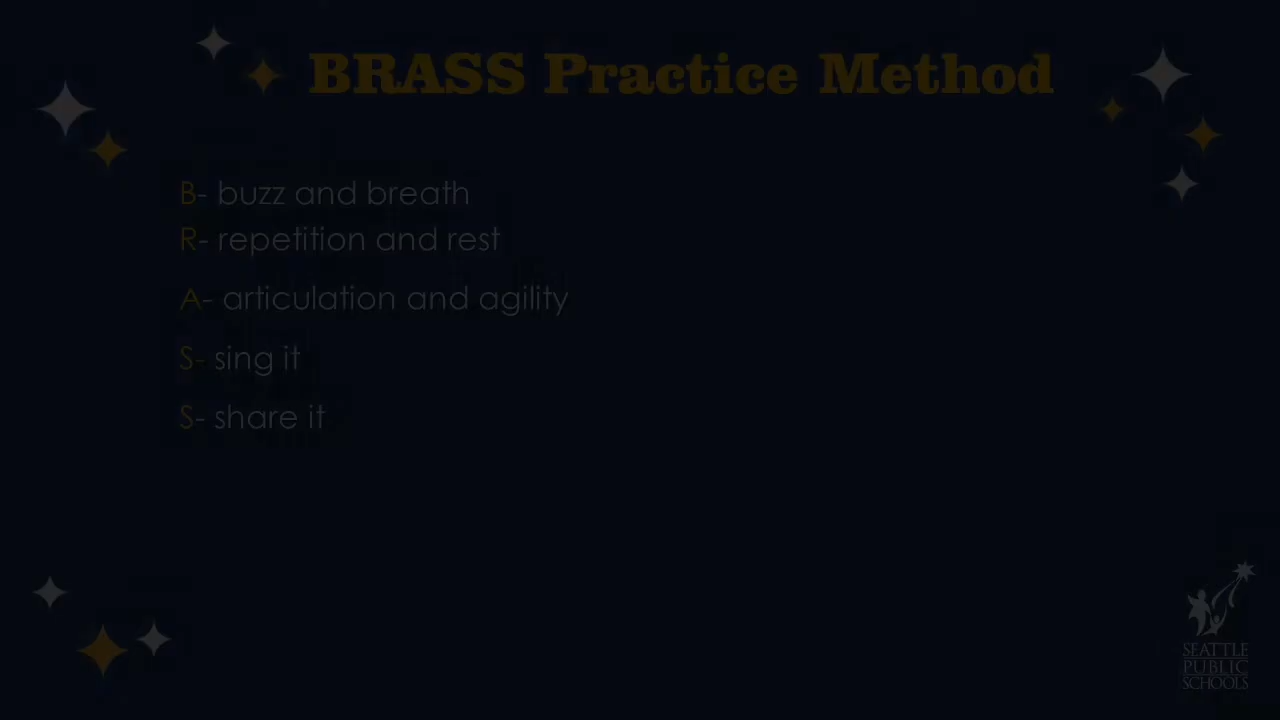 BRASS Practice Method
B- buzz and breath
R- repetition and rest
A- articulation and agility
S- sing it
S- share it
SEATTLE
PUBLIC
SCHOOLS